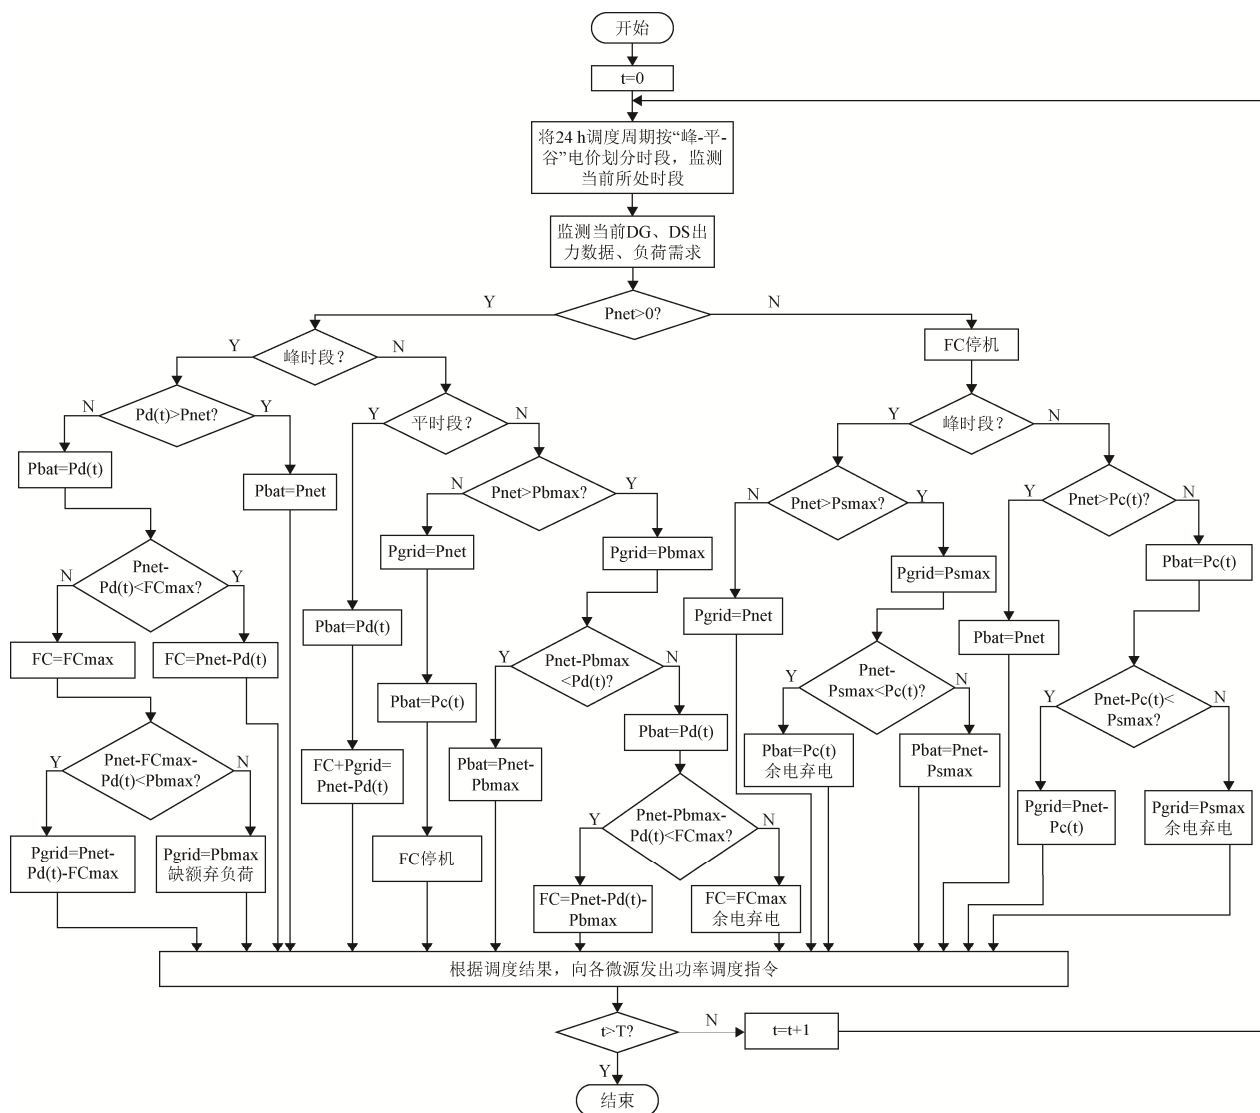 开始
t=0
将24 h调度周期按“峰-平-
谷”电价划分时段，监测
当前所处时段
监测当前DG、DS出
力数据、负荷需求
Pnet>0?
Y
N
峰时段？
Y
N
FC停机
Pd(t)>Pnet?
N
Y
平时段？
Y
N
峰时段？
Y
N
Pbat=Pd(t)
Pbat=Pnet
Pnet>Pbmax?
N
Y
Pnet>Psmax?
N
Y
Pnet>Pc(t)?
Y
N
Pnet-
Pd(t)<FCmax?
N
Y
Pgrid=Pnet
Pgrid=Pbmax
Pgrid=Psmax
Pbat=Pc(t)
FC=FCmax
FC=Pnet-Pd(t)
Pbat=Pd(t)
Pgrid=Pnet
Pbat=Pnet
Pnet-Pbmax
<Pd(t)?
Y
N
Pnet-
Psmax<Pc(t)?
Y
N
Pnet-Pc(t)<
Psmax?
Y
N
Pbat=Pc(t)
Pbat=Pd(t)
Pnet-FCmax-
Pd(t)<Pbmax?
Y
N
FC+Pgrid=
Pnet-Pd(t)
Pbat=Pnet-
Pbmax
Pbat=Pc(t)
余电弃电
Pbat=Pnet-
Psmax
Pnet-Pbmax-
Pd(t)<FCmax?
Y
N
Pgrid=Pnet-
Pc(t)
Pgrid=Psmax
余电弃电
Pgrid=Pnet-
Pd(t)-FCmax
Pgrid=Pbmax
缺额弃负荷
FC停机
FC=Pnet-Pd(t)-
Pbmax
FC=FCmax
余电弃电
根据调度结果，向各微源发出功率调度指令
t>T?
N
t=t+1
Y
结束